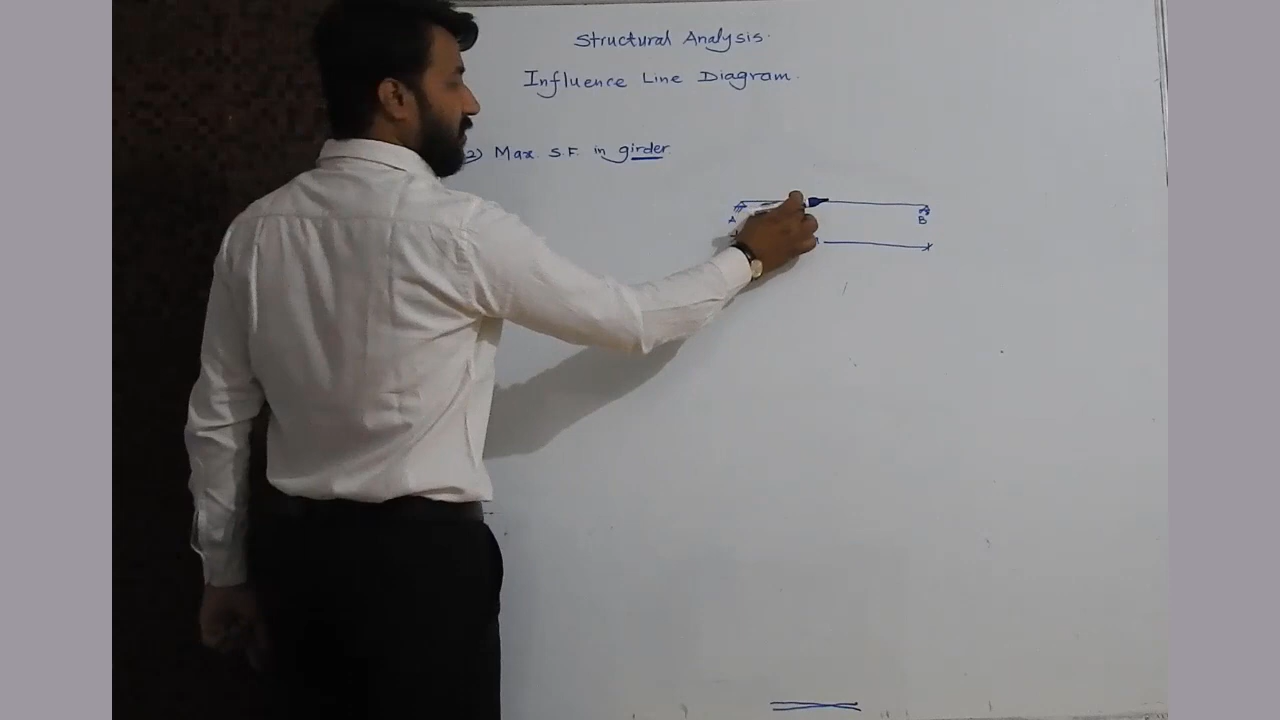 Structural Analysis.
Influence Line Diagram.
2) Max. S.F. in girder
A B